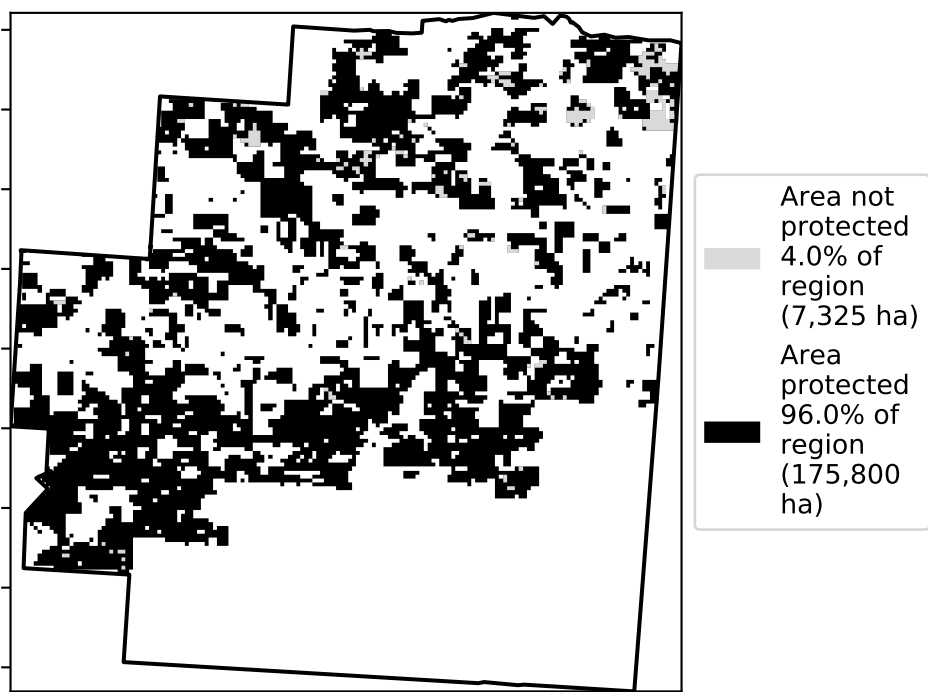 Area not
protected
4.0% of
region
(7,325 ha)
Area
protected
96.0% of
region
(175,800
ha)